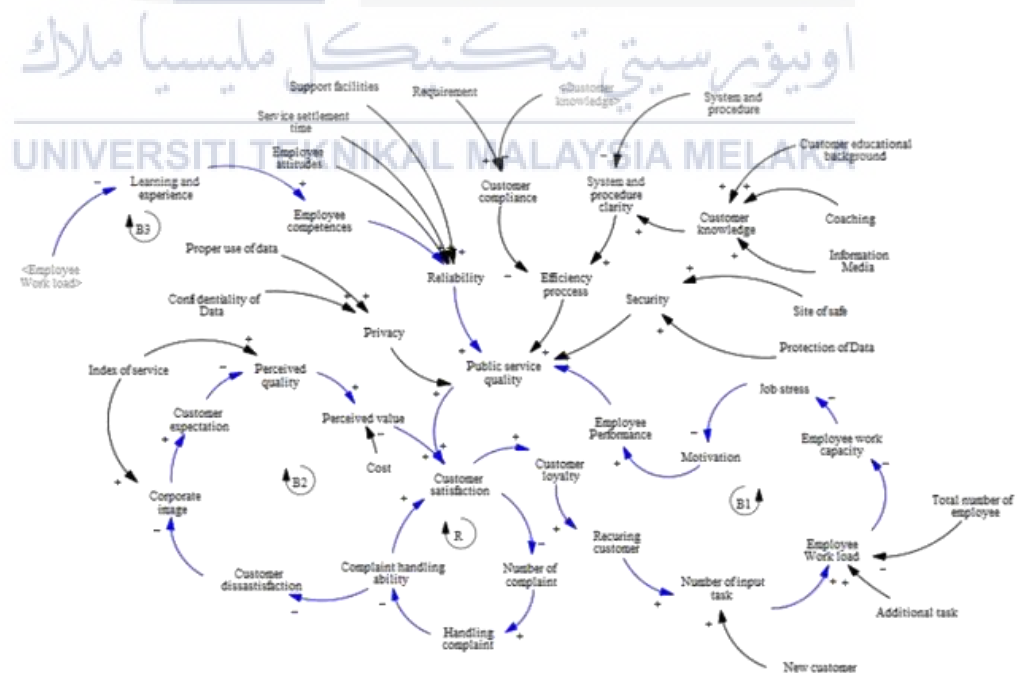 اونيۏرسيتي تيكنيكل مليسيا ملاك
UNIVERSITI TEKNIKAL MALAYSIA MELAKA
Support facilities
Requirement
<Customer
knowledge>
System and
procedure
Service settlement
time
Employee
attitudes
Customer educational
background
Learning and
experience
B3
Employee
competences
Customer
compliance
System and
procedure
clarity
Customer
knowledge
Coaching
Information
Media
<Employee
Work load>
Proper use of data
Reliability
Efficiency
proccess
Security
Site of safe
Confidentiality of
Data
Privacy
Protection of Data
Index of service
Perceived
quality
Public service
quality
Job stress
Customer
expectation
Perceived value
Cost
Employee
Performance
Motivation
Employee work
capacity
B2
Customer
satisfaction
Customer
loyalty
B1
Corporate
image
R
Recuring
customer
Total number of
employee
Employee
Work load
Customer
dissastisfaction
Complaint handling
ability
Number of
complaint
Number of input
task
Additional task
Handling
complaint
New customer